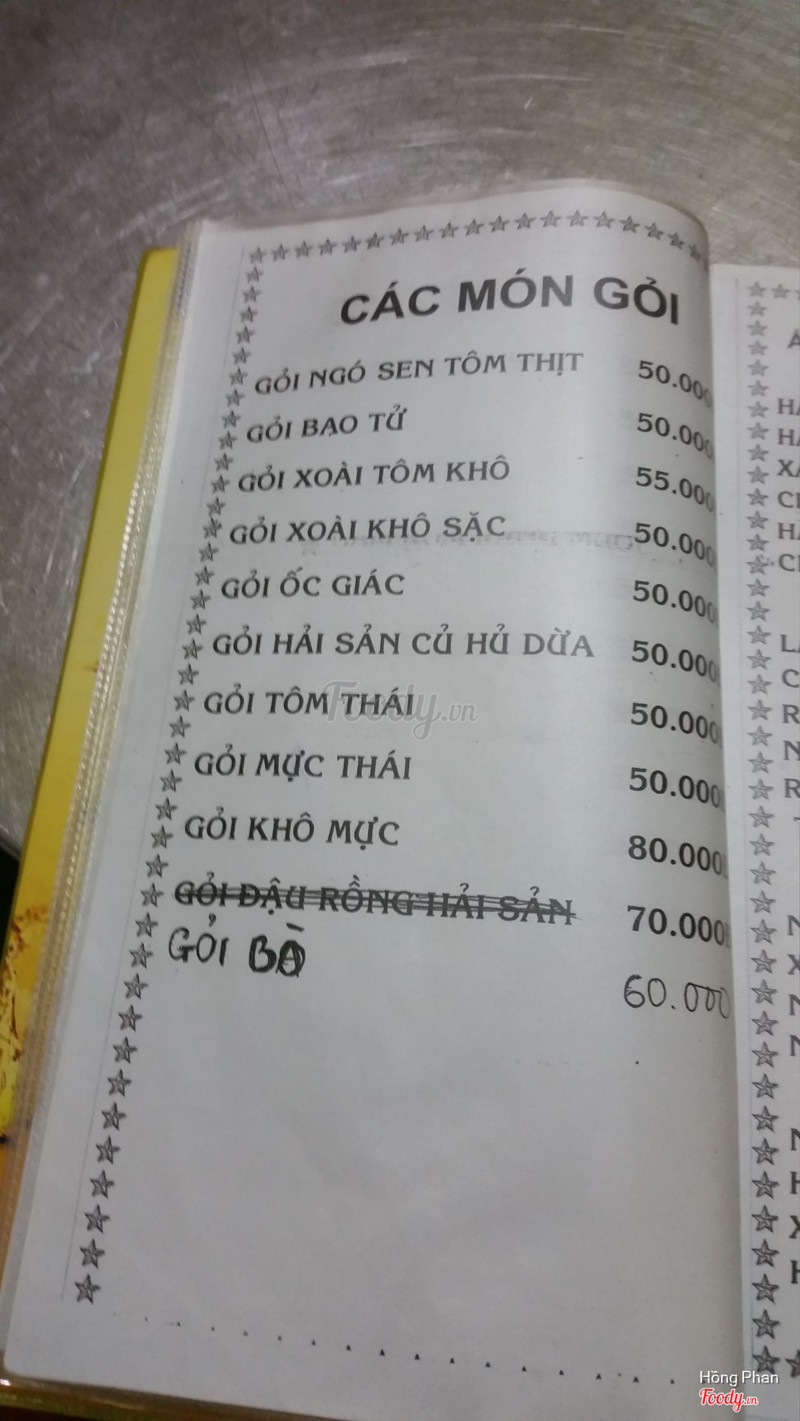 CÁC MÓN GỎI
GỎI NGÓ SEN TÔM THỊT 50.000
GỎI BAO TỬ 50.000
GỎI XOÀI TÔM KHÔ 55.000
GỎI XOÀI KHÔ SẶC 50.000
GỎI ỐC GIÁC 50.000
GỎI HẢI SẢN CỦ HỦ DỪA 50.000
GỎI TÔM THÁI 50.000
GỎI MỰC THÁI 50.000
GỎI KHÔ MỰC 80.000
GỎI ĐẬU RỒNG HẢI SẢN 70.000
GỎI BÒ 60.000
Foody.vn
Hồng Phan
Foody.vn